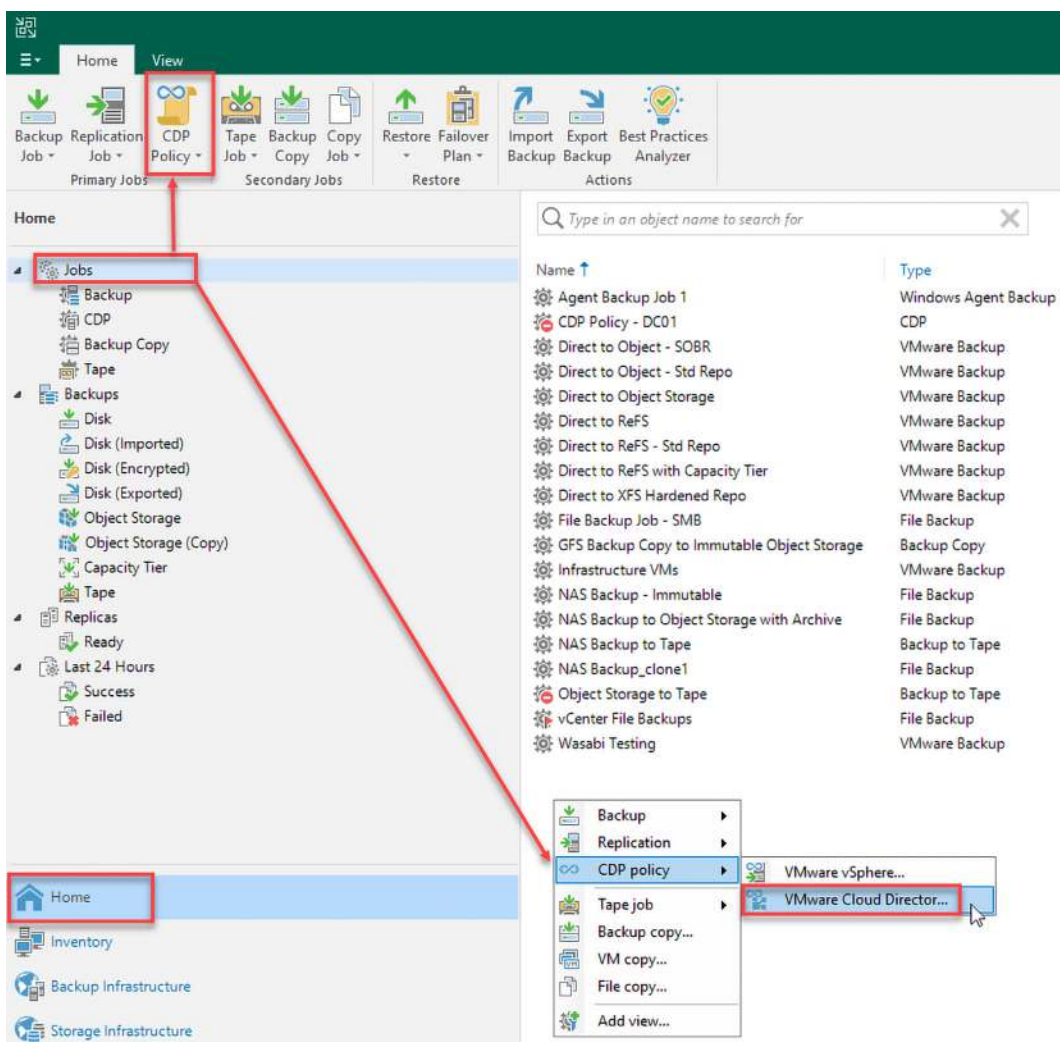 Home View
Backup Job
Replication Job
CDP Policy
Tape Job
Backup Copy
Copy Job
Restore
Failover Plan
Import Backup
Export Backup
Best Practices Analyzer
Primary Jobs
Secondary Jobs
Restore
Actions
Home
Jobs
Backup
CDP
Backup Copy
Tape
Backups
Disk
Disk (Imported)
Disk (Encrypted)
Disk (Exported)
Object Storage
Object Storage (Copy)
Capacity Tier
Tape
Replicas
Ready
Last 24 Hours
Success
Failed
Home
Inventory
Backup Infrastructure
Storage Infrastructure
Type in an object name to search for
Name Type
Agent Backup Job 1 Windows Agent Backup
CDP Policy - DC01 CDP
Direct to Object - SOBR VMware Backup
Direct to Object - Std Repo VMware Backup
Direct to Object Storage VMware Backup
Direct to ReFS VMware Backup
Direct to ReFS - Std Repo VMware Backup
Direct to ReFS with Capacity Tier VMware Backup
Direct to XFS Hardened Repo VMware Backup
File Backup Job - SMB File Backup
GFS Backup Copy to Immutable Object Storage Backup Copy
Infrastructure VMs VMware Backup
NAS Backup - Immutable File Backup
NAS Backup to Object Storage with Archive File Backup
NAS Backup to Tape Backup to Tape
NAS Backup_clone1 File Backup
Object Storage to Tape Backup to Tape
vCenter File Backups File Backup
Wasabi Testing VMware Backup
Backup
Replication
CDP policy
Tape job
Backup copy...
VM copy...
File copy...
Add view...
VMware vSphere...
VMware Cloud Director...